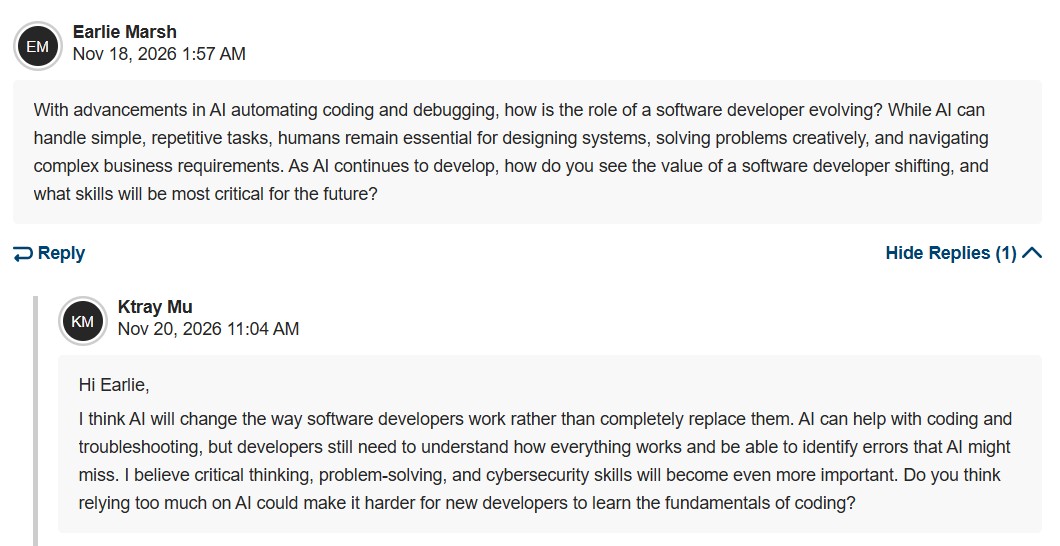 EM
Earlie Marsh
Nov 18, 2026 1:57 AM
With advancements in AI automating coding and debugging, how is the role of a software developer evolving? While AI can
handle simple, repetitive tasks, humans remain essential for designing systems, solving problems creatively, and navigating
complex business requirements. As AI continues to develop, how do you see the value of a software developer shifting, and
what skills will be most critical for the future?
Reply
Hide Replies (1)
KM
Ktray Mu
Nov 20, 2026 11:04 AM
Hi Earlie,
I think AI will change the way software developers work rather than completely replace them. AI can help with coding and
troubleshooting, but developers still need to understand how everything works and be able to identify errors that AI might
miss. I believe critical thinking, problem-solving, and cybersecurity skills will become even more important. Do you think
relying too much on AI could make it harder for new developers to learn the fundamentals of coding?